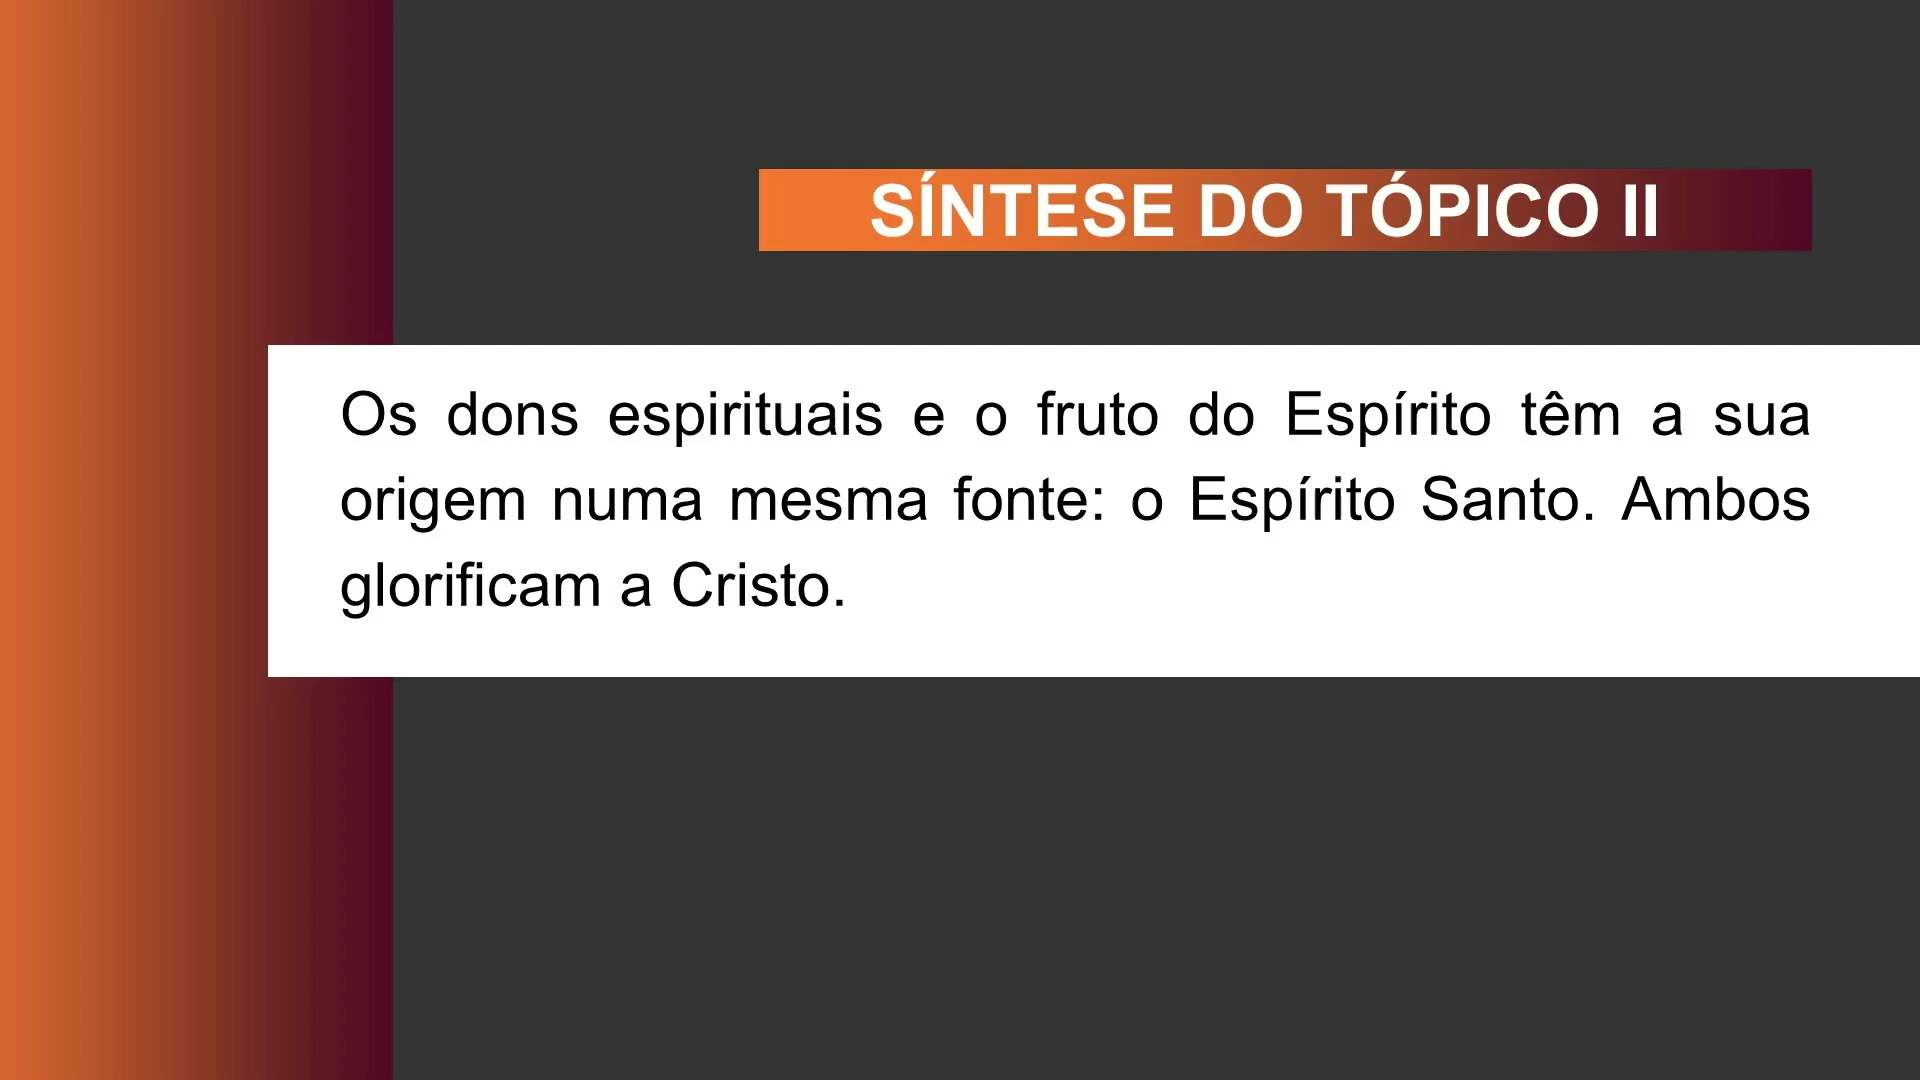 SÍNTESE DO TÓPICO II
Os dons espirituais e o fruto do Espírito têm a sua
origem numa mesma fonte: o Espírito Santo. Ambos
glorificam a Cristo.